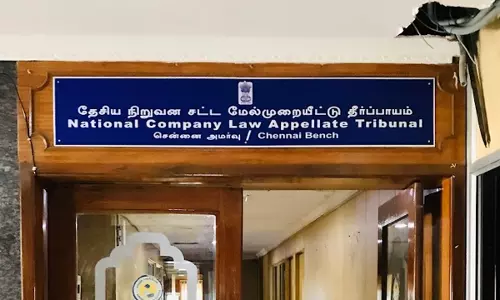 தேசிய நிறுவன சட்ட மேல்முறையீட்டு தீர்ப்பாயம்
National Company Law Appellate Tribunal
சென்னை அமர்வு / Chennai Bench